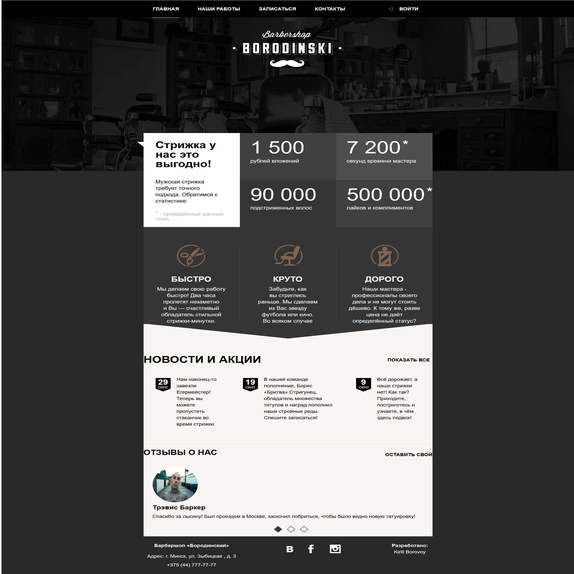 ГЛАВНАЯ НАШИ РАБОТЫ ЗАПИСАТЬСЯ КОНТАКТЫ ВОЙТИ
Barbershop
BORODINSKI
Стрижка у
нас это
выгодно!
Мужская стрижка
требует точного
подхода. Обратимся к
статистике:
* - проведённые данные
1 500
рублей вложений
7 200*
секунд времени мастера
90 000
подстриженных волос
500 000*
лайков и комплиментов
БЫСТРО
Мы делаем свою работу
быстро! Два часа
пролетят незаметно
и Вы — счастливый
обладатель стильной
стрижки-минутки.
КРУТО
Забудьте, как
вы стриглись
раньше. Мы сделаем
из Вас звезду
футбола или кино.
Во всяком случае
ДОРОГО
Наши мастера -
профессионалы своего
дела и не могут стоить
дёшево. К тому же, разве
цена не даёт
определённый статус?
НОВОСТИ И АКЦИИ ПОКАЗАТЬ ВСЕ
29
Нам наконец-то
завезли
Егермейстер!
Теперь вы
можете
пропустить
стаканчик во
время стрижки.
19
В нашей команде
пополнение, Борис
«Бритва» Стригунец,
обладатель множества
титулов и наград пополнил
наши стройные ряды.
Спешите записаться!
9
Всё дорожает, а
наши стрижки
нет! Как так?
Приходите,
постригитесь и
узнаете, в чём
здесь подвох!
ОТЗЫВЫ О НАС ОСТАВИТЬ СВОЙ
Трэвис Баркер
Спасибо за лысину! Был проездом в Москве, заскочил побриться, чтобы было видно новую татуировку!
Барбершоп «Бородинский»
Адрес: г. Минск, ул. Зыбицкая , д. 3
+375 (44) 777-77-77
B f
Разработано:
Kirill Borovoy